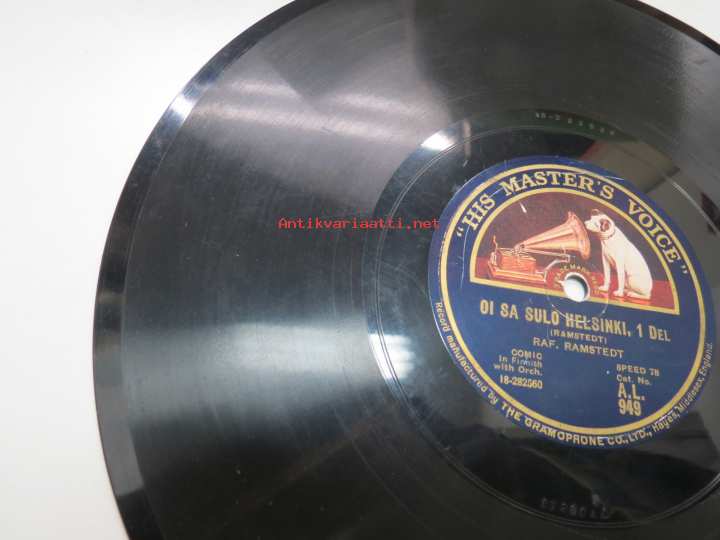 "HIS MASTER'S VOICE"
Antikvariaatti.net
OI SA SULO HELSINKI, 1 DEL
(RAMSTEDT)
RAF. RAMSTEDT
COMIC
in Finnish
with Orch.
18-282560
SPEED 78
Cat. No.
A.L.
949
Record manufactured by THE GRAMOPHONE CO., LTD., Hayes, Middlesex, England.